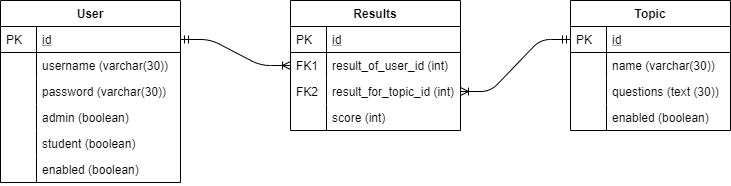 User
PK id
username (varchar(30))
password (varchar(30))
admin (boolean)
student (boolean)
enabled (boolean)
Results
PK id
FK1 result_of_user_id (int)
FK2 result_for_topic_id (int)
score (int)
Topic
PK id
name (varchar(30))
questions (text (30))
enabled (boolean)